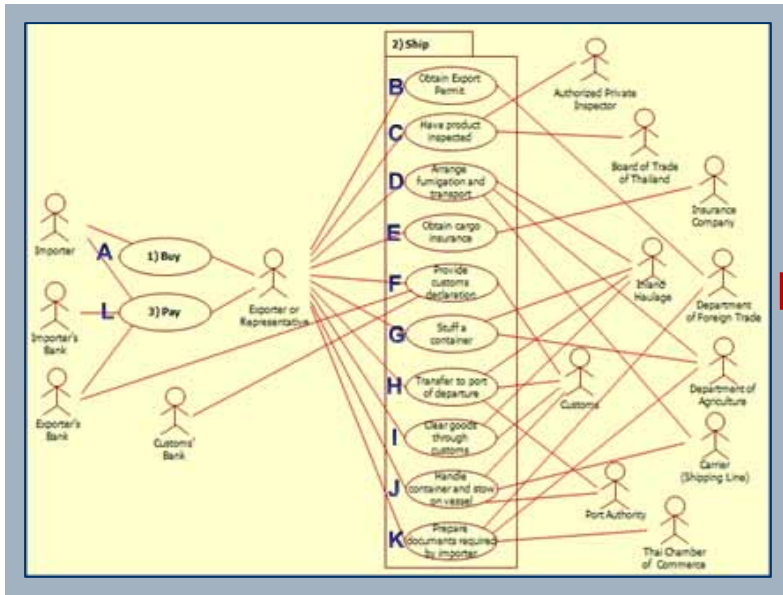 2) Ship
B
Obtain Export
Permit
Authorized Private
Inspector
C
Have product
inspected
Board of Trade
of Thailand
D
Arrange
fumigation and
transport
Insurance
Company
Importer
A
1) Buy
E
Obtain cargo
insurance
F
Provide
customs
declaration
Inland
Haulage
L
3) Pay
Exporter or
Representative
Department
of Foreign Trade
Importer's
Bank
G
Stuff a
container
H
Transfer to port
of departure
Customs
Department of
Agriculture
Exporter's
Bank
Customs'
Bank
I
Clear goods
through
customs
Carrier
(Shipping Line)
J
Handle
container and stow
on vessel
Port Authority
K
Prepare
documents required
by importer
Thai Chamber
of Commerce